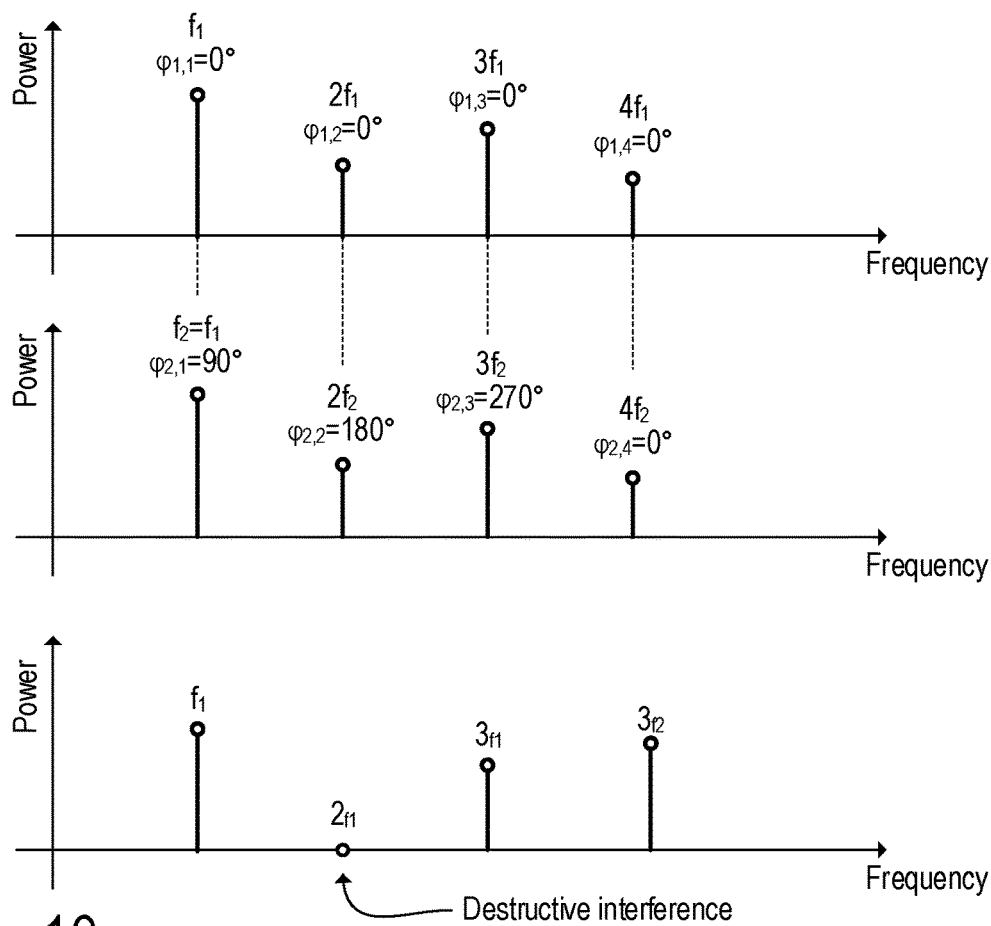 Power
f₁
φ₁,₁=0°
2f₁
φ₁,₂=0°
3f₁
φ₁,₃=0°
4f₁
φ₁,₄=0°
Frequency
Power
f₂=f₁
φ₂,₁=90°
2f₂
φ₂,₂=180°
3f₂
φ₂,₃=270°
4f₂
φ₂,₄=0°
Frequency
Power
f₁
2f1
3f1
3f2
Frequency
Destructive interference